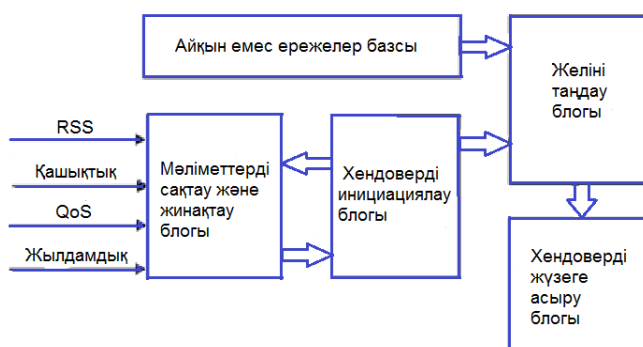 Айқын емес ережелер базсы
Желіні
таңдау
блогы
RSS
Қашықтық
QoS
Жылдамдық
Мәліметтерді
сақтау және
жинақтау
блогы
Хендоверді
инициациялау
блогы
Хендоверді
жүзеге
асыру
блогы